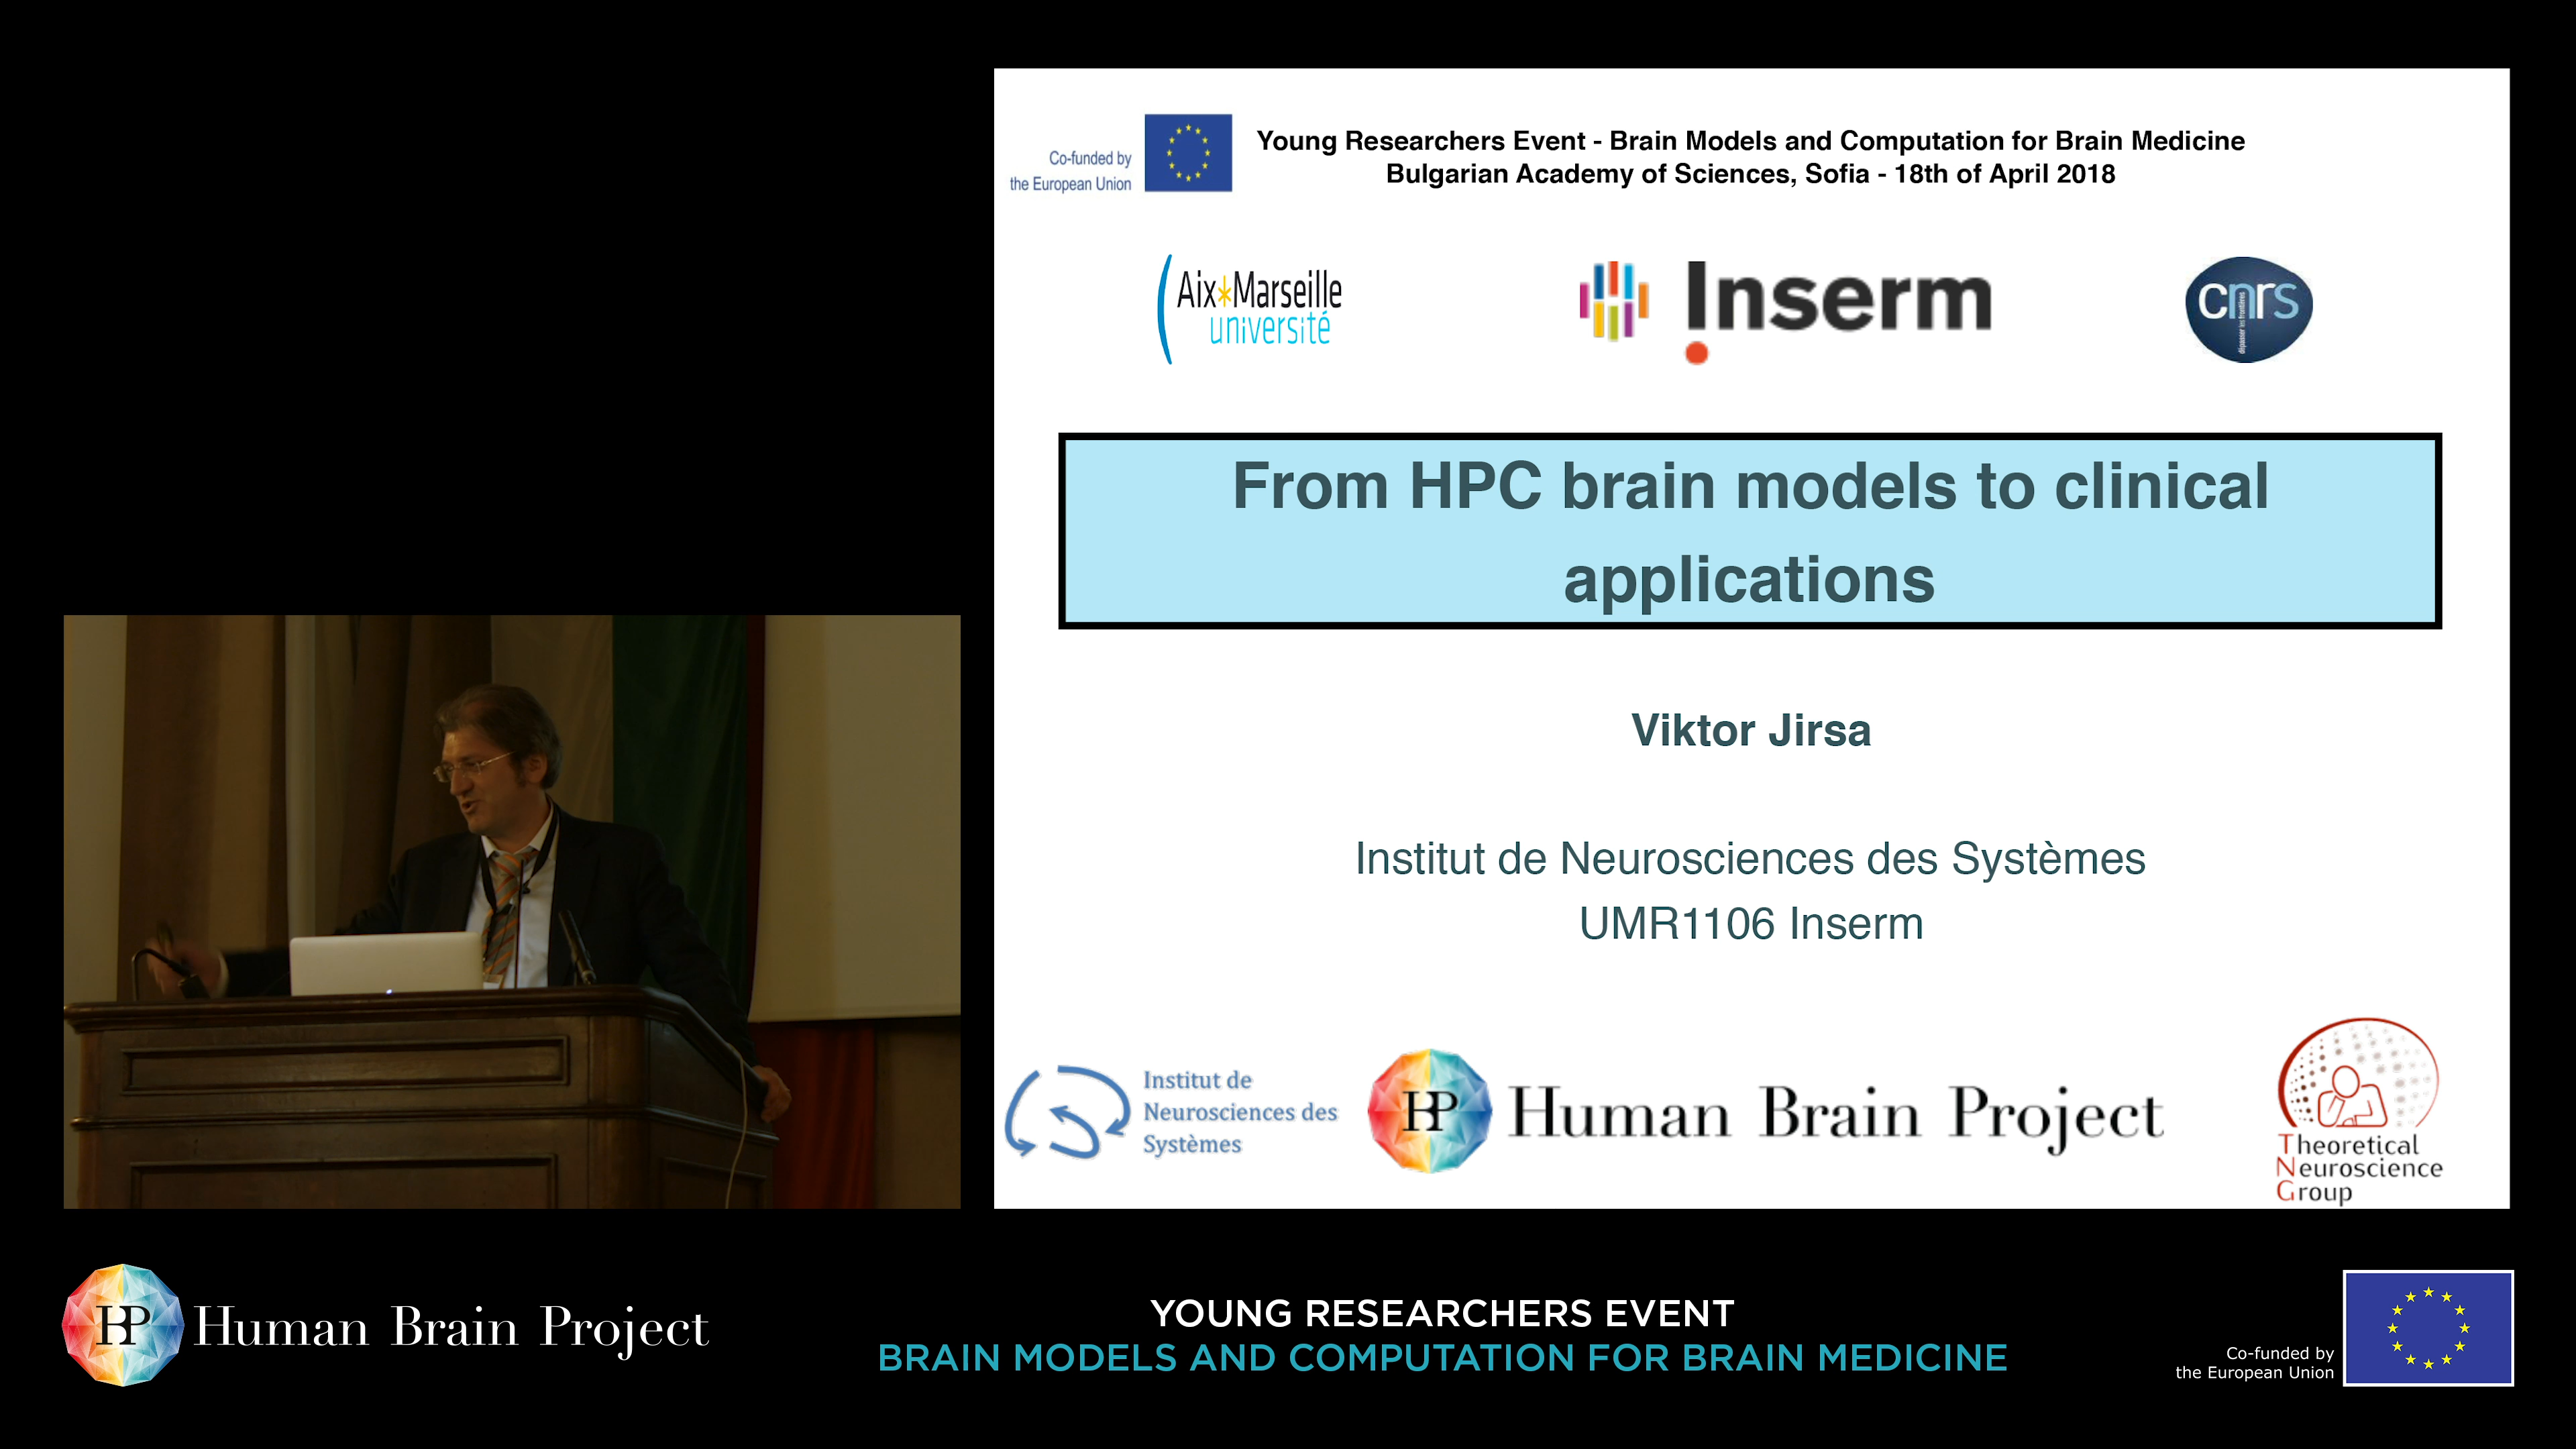 Co-funded by
the European Union
Young Researchers Event - Brain Models and Computation for Brain Medicine
Bulgarian Academy of Sciences, Sofia - 18th of April 2018
Aix*Marseille
université
Inserm
cnrs
dépasser les frontières
From HPC brain models to clinical
applications
Viktor Jirsa
Institut de Neurosciences des Systèmes
UMR1106 Inserm
Institut de
Neurosciences des
Systèmes
HBP Human Brain Project
Theoretical
Neuroscience
Group
HBP Human Brain Project
YOUNG RESEARCHERS EVENT
BRAIN MODELS AND COMPUTATION FOR BRAIN MEDICINE
Co-funded by
the European Union